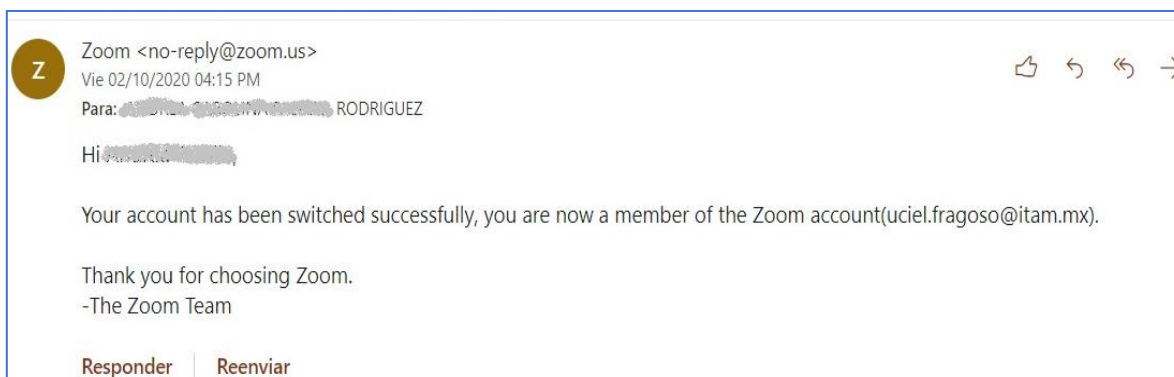 Z
Zoom <no-reply@zoom.us>
Vie 02/10/2020 04:15 PM
Para: RODRIGUEZ
Hi
Your account has been switched successfully, you are now a member of the Zoom account(uciel.fragoso@itam.mx).
Thank you for choosing Zoom.
-The Zoom Team
Responder Reenviar